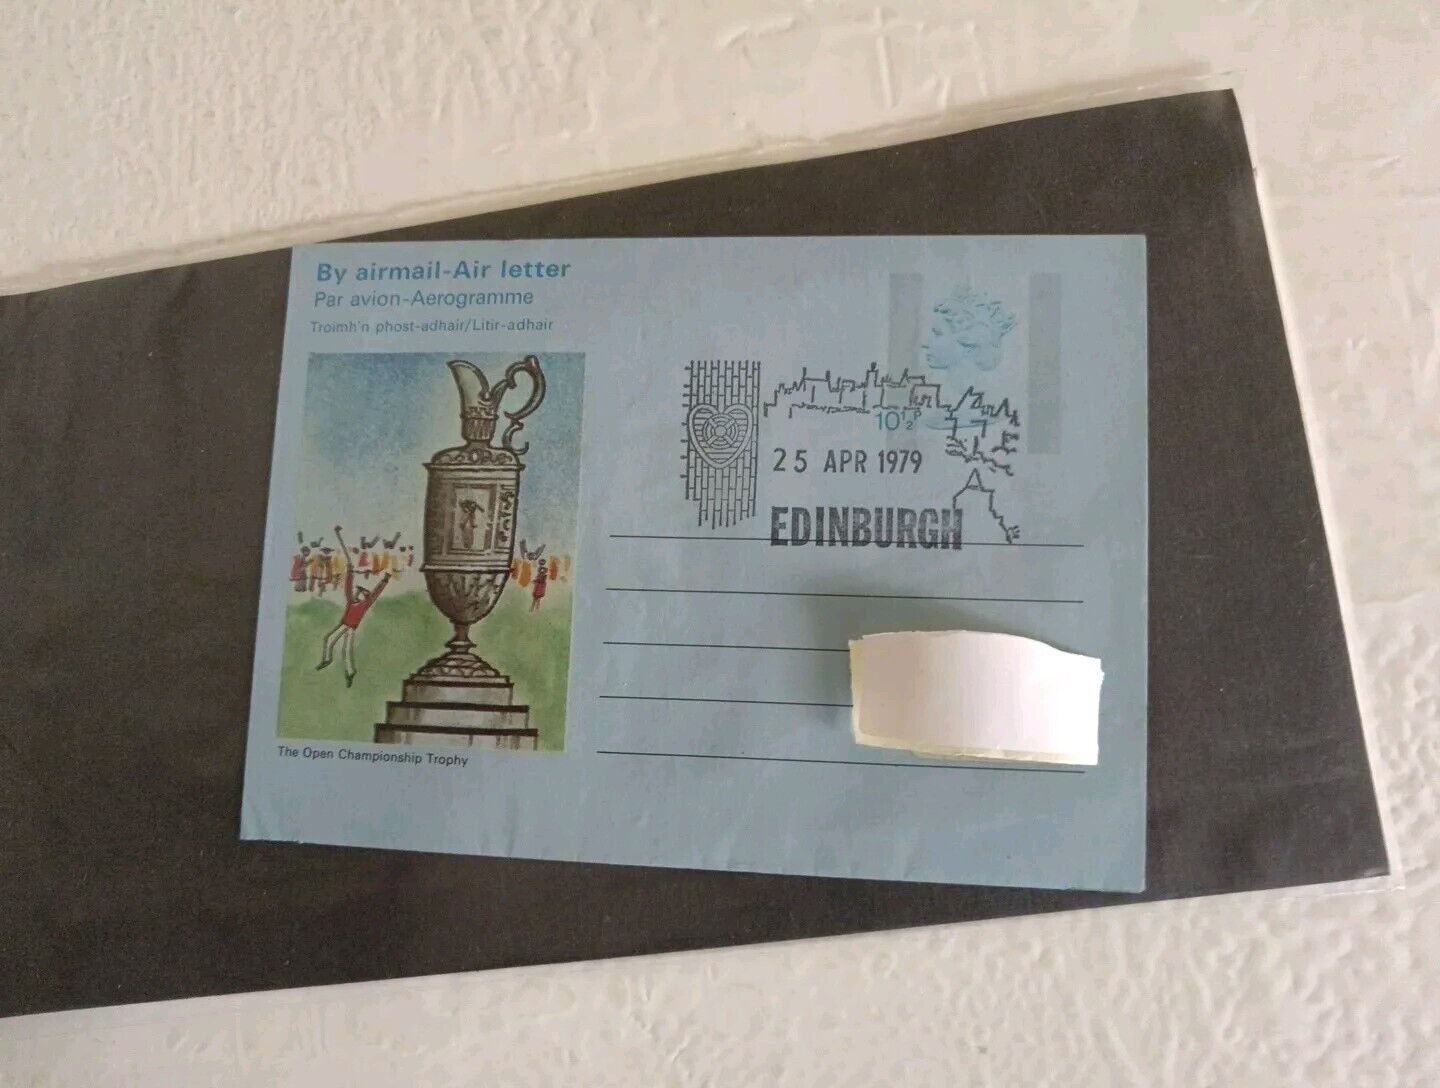 By airmail-Air letter
Par avion-Aerogramme
Troimh'n phost-adhair/Litir-adhair
10½P
25 APR 1979
EDINBURGH
The Open Championship Trophy